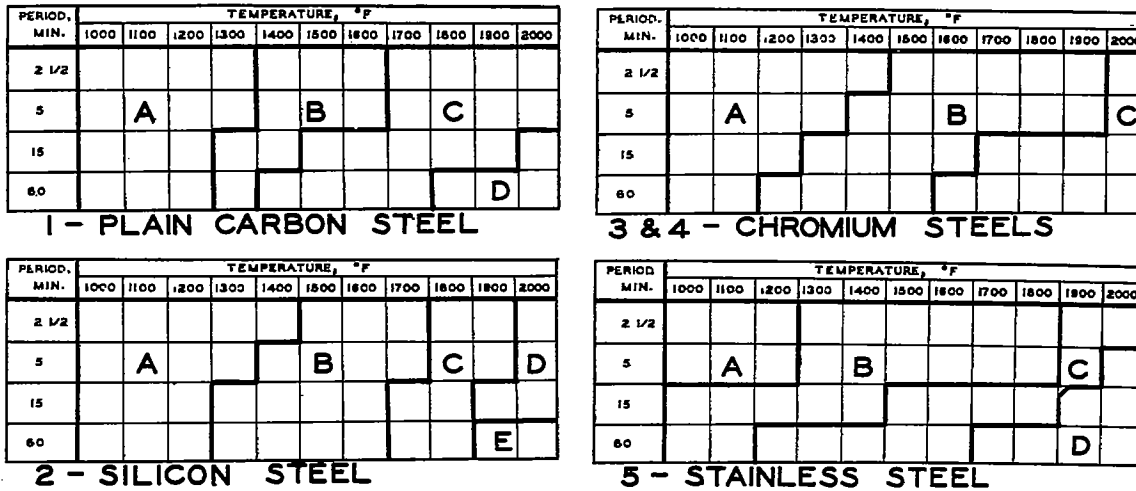 PERIOD, TEMPERATURE, °F
MIN. 1000 1100 1200 1300 1400 1500 1600 1700 1800 1900 2000
2 1/2
5 A B C
15
60 D
1 - PLAIN CARBON STEEL
PERIOD. TEMPERATURE, °F
MIN. 1000 1100 1200 1300 1400 1500 1600 1700 1800 1900 2000
2 1/2
5 A B C
15
60
3 & 4 - CHROMIUM STEELS
PERIOD, TEMPERATURE, °F
MIN. 1000 1100 1200 1300 1400 1500 1600 1700 1800 1900 2000
2 1/2
5 A B C D
15
60 E
2 - SILICON STEEL
PERIOD TEMPERATURE, °F
MIN. 1000 1100 1200 1300 1400 1500 1600 1700 1800 1900 2000
2 1/2
5 A B C
15
60 D
5 - STAINLESS STEEL